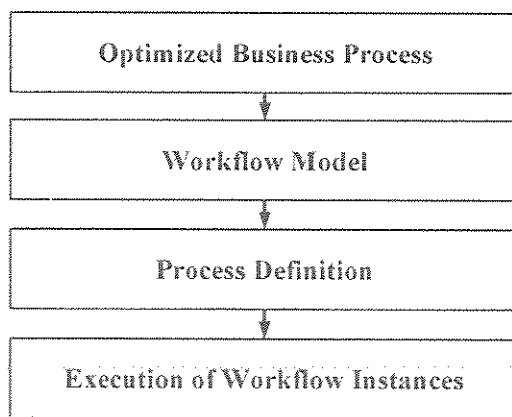 Optimized Business Process
Workflow Model
Process Definition
Execution of Workflow Instances